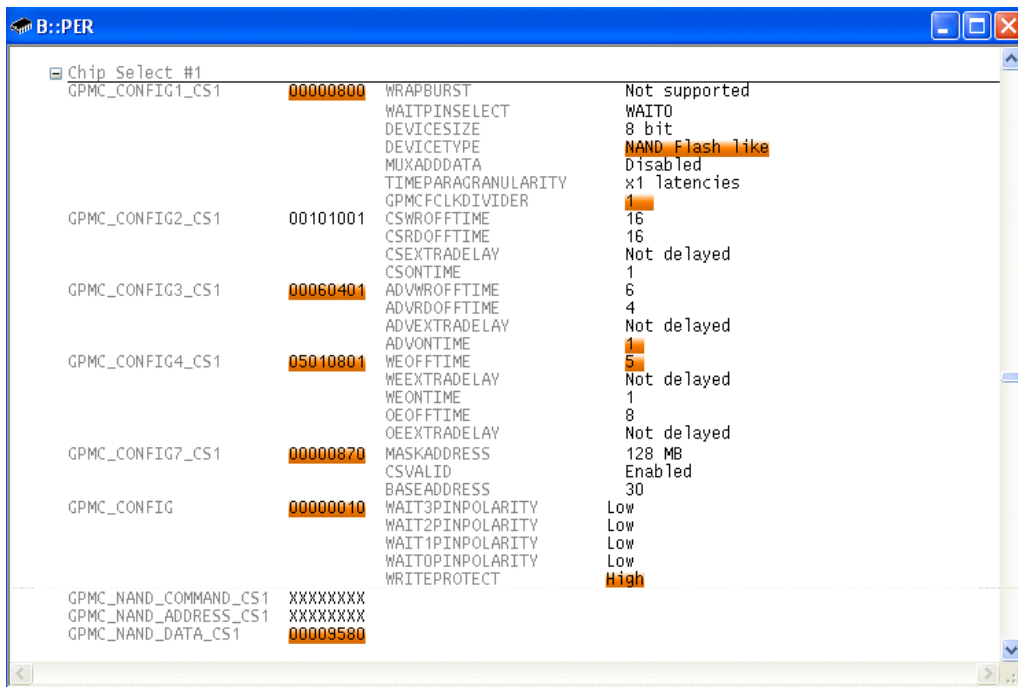 B::PER
Chip Select #1
GPMC_CONFIG1_CS1 00000800 WRAPBURST Not supported
WAITPINSELECT WAIT0
DEVICESIZE 8 bit
DEVICETYPE NAND Flash like
MUXADDDATA Disabled
TIMEPARAGRANULARITY x1 latencies
GPMCFCLKDIVIDER 1
GPMC_CONFIG2_CS1 00101001 CSWROFFTIME 16
CSRDOFFTIME 16
CSEXTRADELAY Not delayed
CSONTIME 1
GPMC_CONFIG3_CS1 00060401 ADVWROFFTIME 6
ADVRDOFFTIME 4
ADVEXTRADELAY Not delayed
ADVONTIME 1
GPMC_CONFIG4_CS1 05010801 WEOFFTIME 5
WEEXTRADELAY Not delayed
WEONTIME 1
OEOFFTIME 8
OEEXTRADELAY Not delayed
GPMC_CONFIG7_CS1 00000870 MASKADDRESS 128 MB
CSVALID Enabled
BASEADDRESS 30
GPMC_CONFIG 00000010 WAIT3PINPOLARITY Low
WAIT2PINPOLARITY Low
WAIT1PINPOLARITY Low
WAIT0PINPOLARITY Low
WRITEPROTECT High
GPMC_NAND_COMMAND_CS1 XXXXXXXX
GPMC_NAND_ADDRESS_CS1 XXXXXXXX
GPMC_NAND_DATA_CS1 00009580